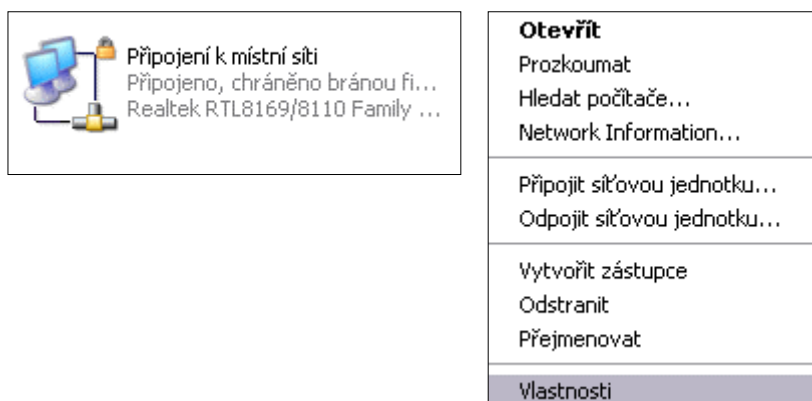 Připojení k místní síti
Připojeno, chráněno bránou fi...
Realtek RTL8169/8110 Family ...
Otevřít
Prozkoumat
Hledat počítače...
Network Information...
Připojit síťovou jednotku...
Odpojit síťovou jednotku...
Vytvořit zástupce
Odstranit
Přejmenovat
Vlastnosti